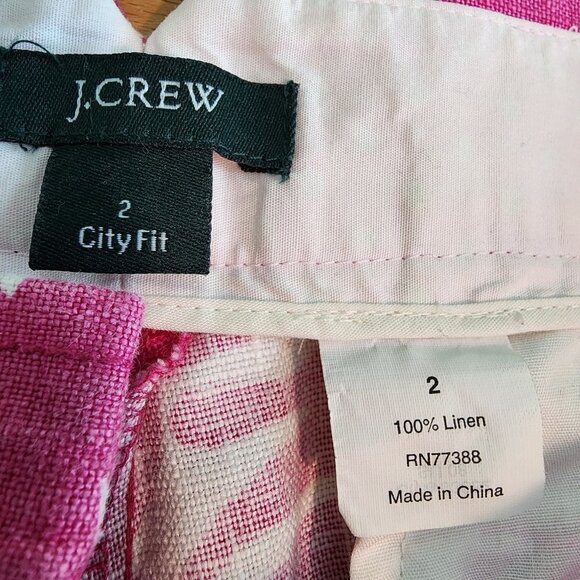 J.CREW
2
City Fit
2
100% Linen
RN77388
Made in China